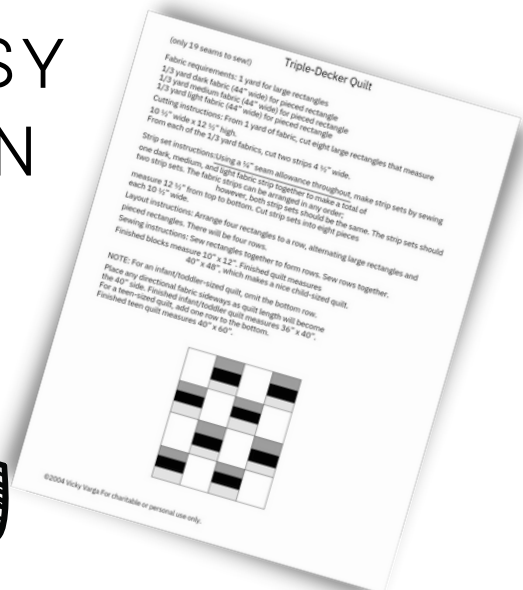 SY
N
Triple-Decker Quilt
(only 19 seams to sew!)
Fabric requirements: 1 yard for large rectangles
1/3 yard dark fabric (44" wide) for pieced rectangle
1/3 yard medium fabric (44" wide) for pieced rectangle
1/3 yard light fabric (44" wide) for pieced rectangle
Cutting instructions: From 1 yard of fabric, cut eight large rectangles that measure
10 ½" wide x 12 ½" high.
From each of the 1/3 yard fabrics, cut two strips 4 ½" wide.
Strip set instructions:Using a ¼" seam allowance throughout, make strip sets by sewing
one dark, medium, and light fabric strip together to make a total of
two strip sets. The fabric strips can be arranged in any order;
however, both strip sets should be the same. The strip sets should
measure 12 ½" from top to bottom. Cut strip sets into eight pieces
each 10 ½" wide.
Layout instructions: Arrange four rectangles to a row, alternating large rectangles and
pieced rectangles. There will be four rows.
Sewing instructions: Sew rectangles together to form rows. Sew rows together.
Finished blocks measure 10" x 12". Finished quilt measures
40" x 48". which makes a nice child-sized quilt.
NOTE: For an infant/toddler-sized quilt, omit the bottom row.
Place any directional fabric sideways as quilt length will become
the 40" side. Finished infant/toddler quilt measures 36" x 40".
For a teen-sized quilt, add one row to the bottom.
Finished teen quilt measures 40" x 60".
©2004 Vicky Varga For charitable or personal use only.